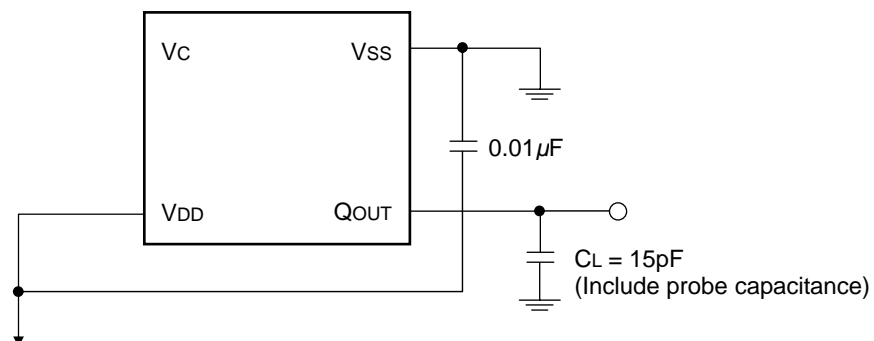 VC VSS
0.01µF
VDD QOUT
CL = 15pF
(Include probe capacitance)